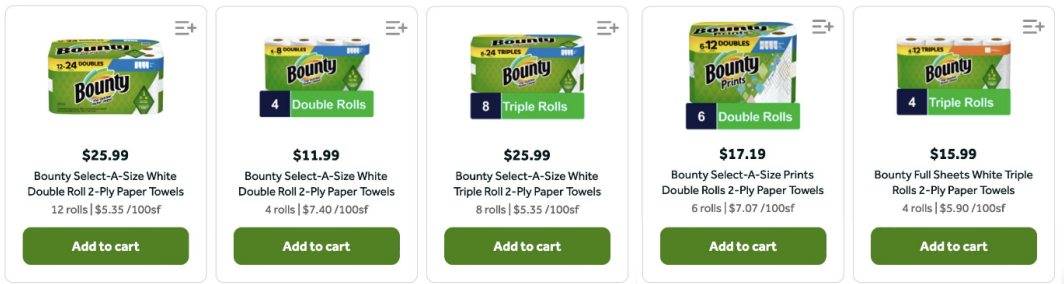 Bounty
12=24 DOUBLES
Bounty
$25.99
Bounty Select-A-Size White
Double Roll 2-Ply Paper Towels
12 rolls | $5.35 /100sf
Add to cart
4=8 DOUBLES
Bounty
4 Double Rolls
$11.99
Bounty Select-A-Size White
Double Roll 2-Ply Paper Towels
4 rolls | $7.40 /100sf
Add to cart
Bounty
8=24 TRIPLES
Bounty
8 Triple Rolls
$25.99
Bounty Select-A-Size White
Triple Roll 2-Ply Paper Towels
8 rolls | $5.35 /100sf
Add to cart
Bounty
6=12 DOUBLES
Bounty
Prints
6 Double Rolls
$17.19
Bounty Select-A-Size Prints
Double Rolls 2-Ply Paper Towels
6 rolls | $7.07 /100sf
Add to cart
12 TRIPLES
Bounty
4 Triple Rolls
$15.99
Bounty Full Sheets White Triple
Rolls 2-Ply Paper Towels
4 rolls | $5.90 /100sf
Add to cart